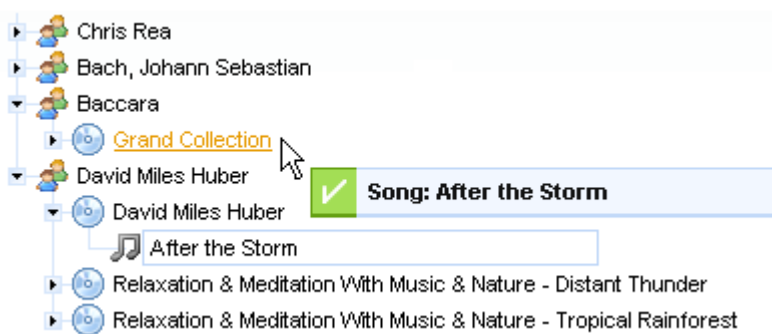 Chris Rea
Bach, Johann Sebastian
Baccara
Grand Collection
David Miles Huber
Song: After the Storm
David Miles Huber
After the Storm
Relaxation & Meditation With Music & Nature - Distant Thunder
Relaxation & Meditation With Music & Nature - Tropical Rainforest